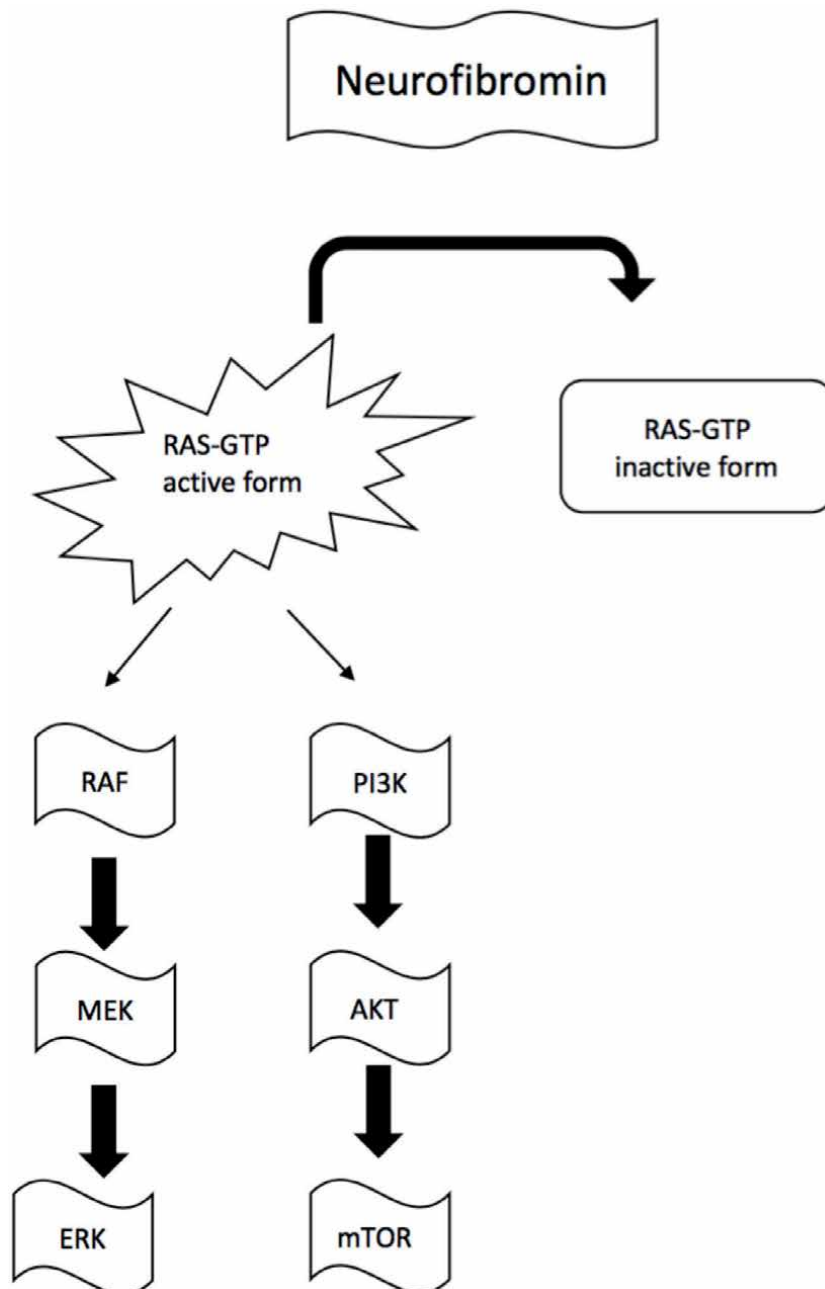 Neurofibromin
RAS-GTP
active form
RAS-GTP
inactive form
RAF
PI3K
MEK
AKT
ERK
mTOR